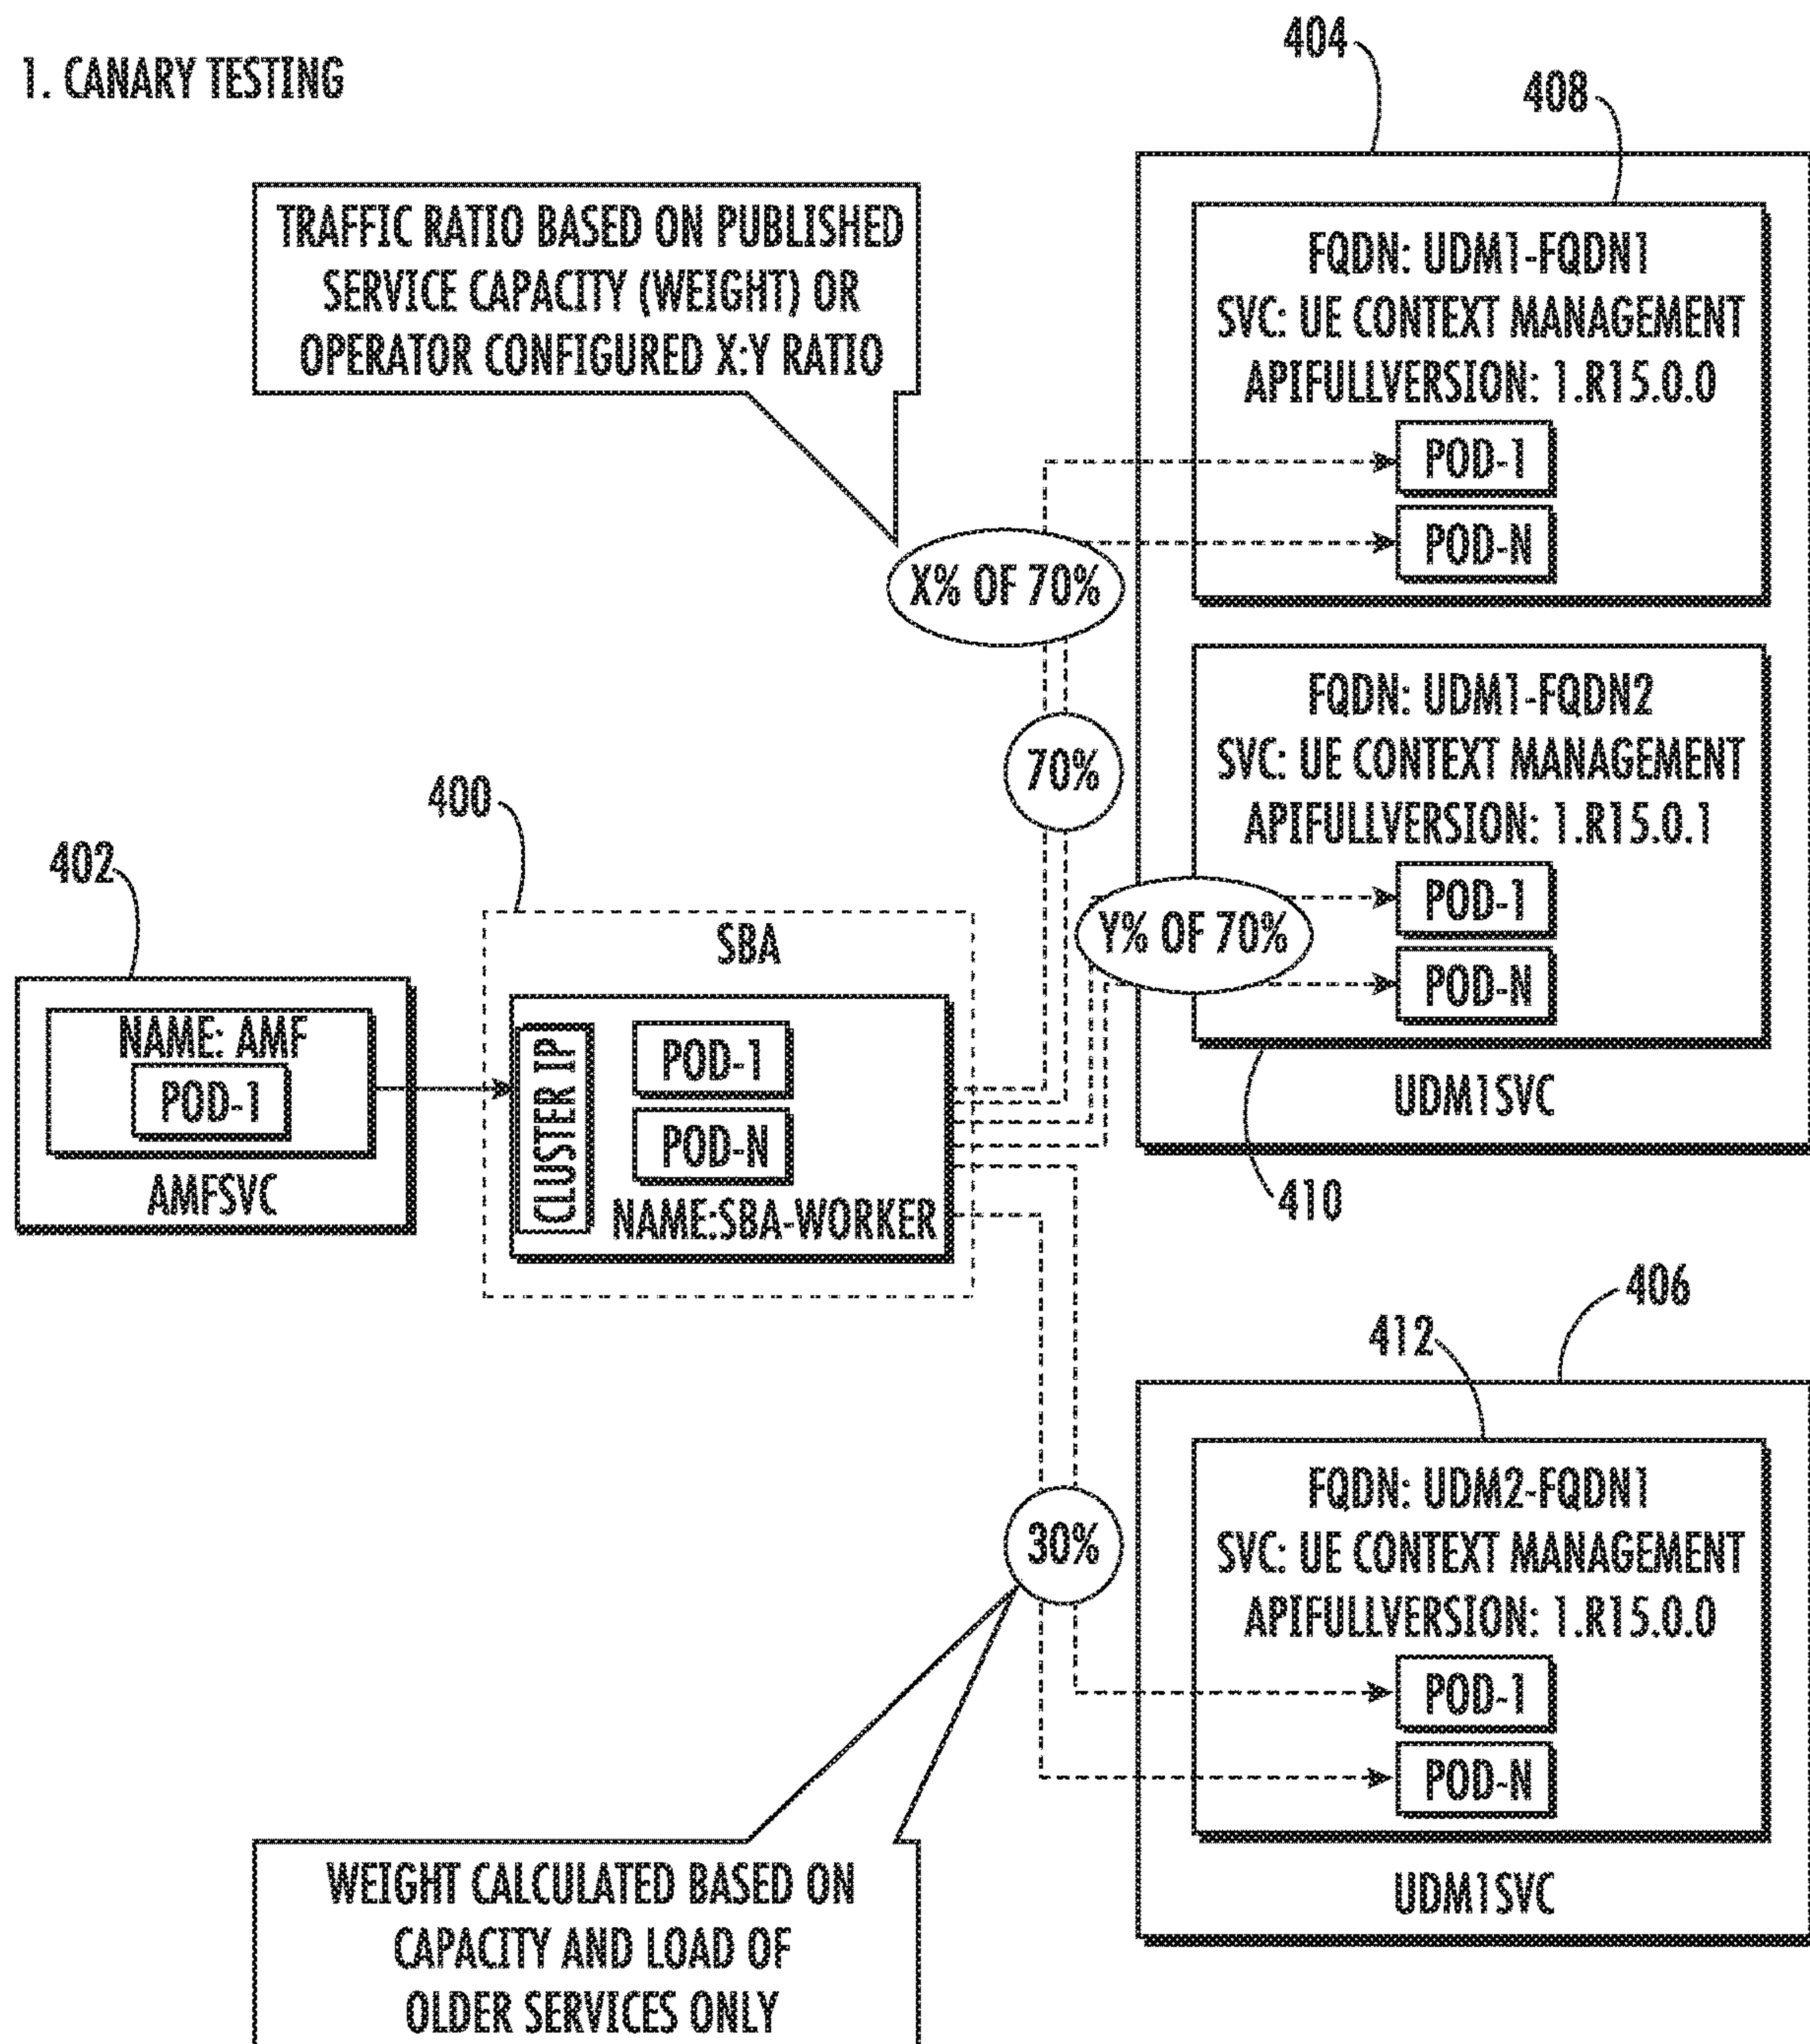 1. CANARY TESTING
404
408
TRAFFIC RATIO BASED ON PUBLISHED
SERVICE CAPACITY (WEIGHT) OR
OPERATOR CONFIGURED X:Y RATIO
FQDN: UDM1-FQDN1
SVC: UE CONTEXT MANAGEMENT
APIFULLVERSION: 1.R15.0.0
POD-1
POD-N
X% OF 70%
70%
FQDN: UDM1-FQDN2
SVC: UE CONTEXT MANAGEMENT
APIFULLVERSION: 1.R15.0.1
POD-1
POD-N
Y% OF 70%
UDM1SVC
410
400
402
SBA
NAME: AMF
POD-1
AMFSVC
CLUSTER IP
POD-1
POD-N
NAME:SBA-WORKER
406
412
30%
FQDN: UDM2-FQDN1
SVC: UE CONTEXT MANAGEMENT
APIFULLVERSION: 1.R15.0.0
POD-1
POD-N
UDM1SVC
WEIGHT CALCULATED BASED ON
CAPACITY AND LOAD OF
OLDER SERVICES ONLY